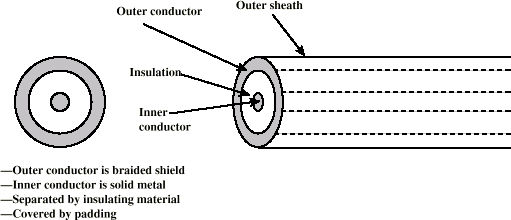 Outer conductor
Outer sheath
Insulation
Inner
conductor
—Outer conductor is braided shield
—Inner conductor is solid metal
—Separated by insulating material
—Covered by padding